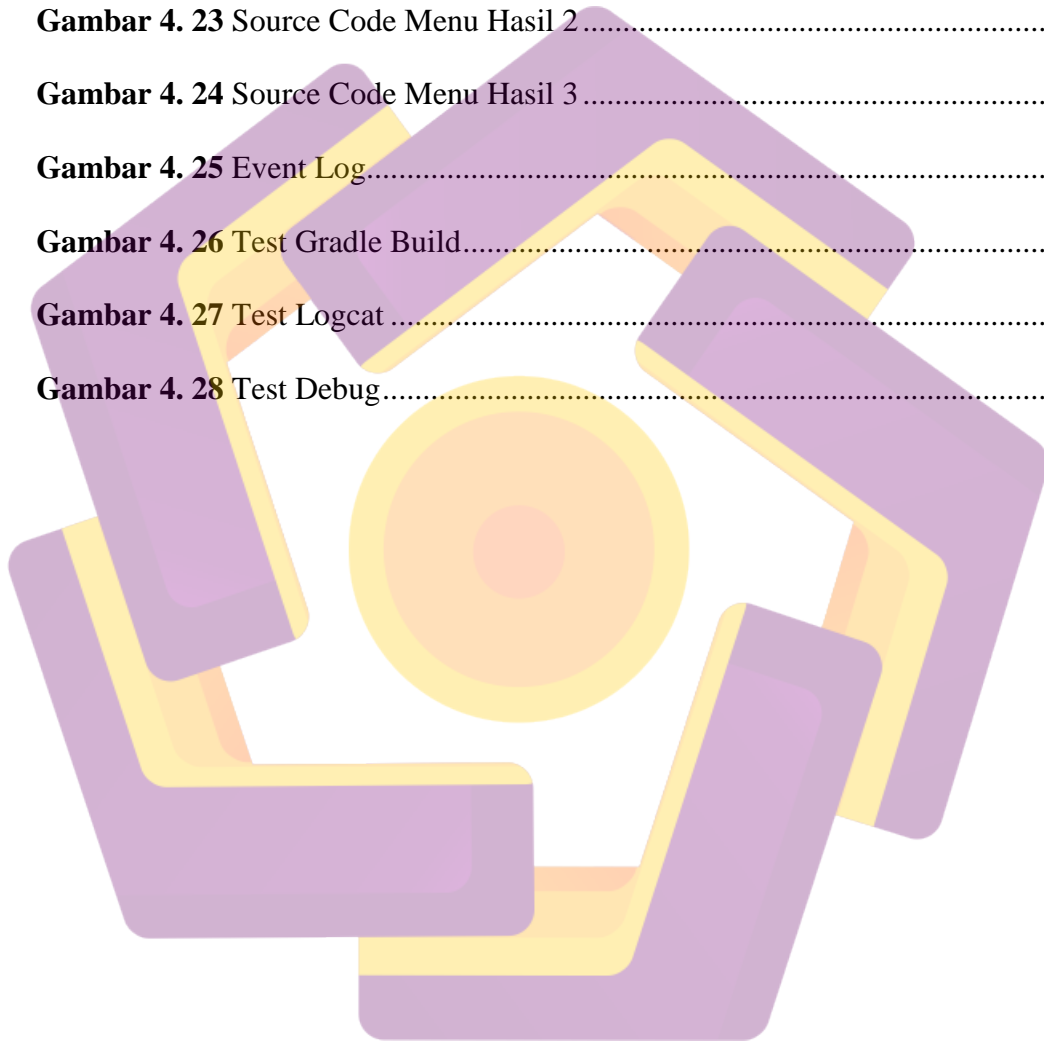 Gambar 4. 23 Source Code Menu Hasil 2 ........................................................
Gambar 4. 24 Source Code Menu Hasil 3 ........................................................
Gambar 4. 25 Event Log...................................................................................
Gambar 4. 26 Test Gradle Build.......................................................................
Gambar 4. 27 Test Logcat ................................................................................
Gambar 4. 28 Test Debug.................................................................................